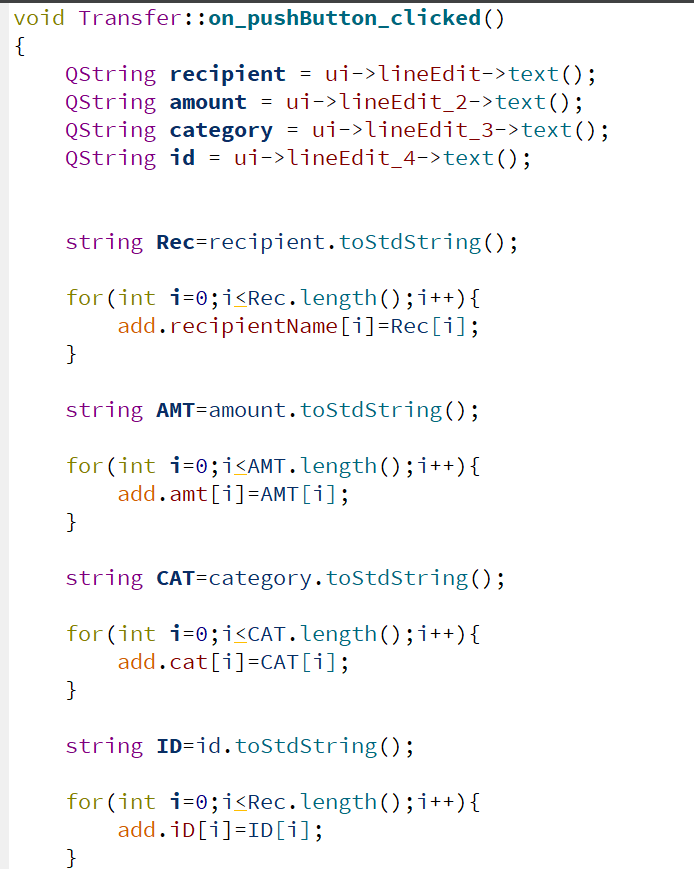 void Transfer::on_pushButton_clicked()
{
    QString recipient = ui->lineEdit->text();
    QString amount = ui->lineEdit_2->text();
    QString category = ui->lineEdit_3->text();
    QString id = ui->lineEdit_4->text();

    string Rec=recipient.toStdString();

    for(int i=0;i<Rec.length();i++){
        add.recipientName[i]=Rec[i];
    }

    string AMT=amount.toStdString();

    for(int i=0;i<AMT.length();i++){
        add.amt[i]=AMT[i];
    }

    string CAT=category.toStdString();

    for(int i=0;i<CAT.length();i++){
        add.cat[i]=CAT[i];
    }

    string ID=id.toStdString();

    for(int i=0;i<Rec.length();i++){
        add.iD[i]=ID[i];
    }